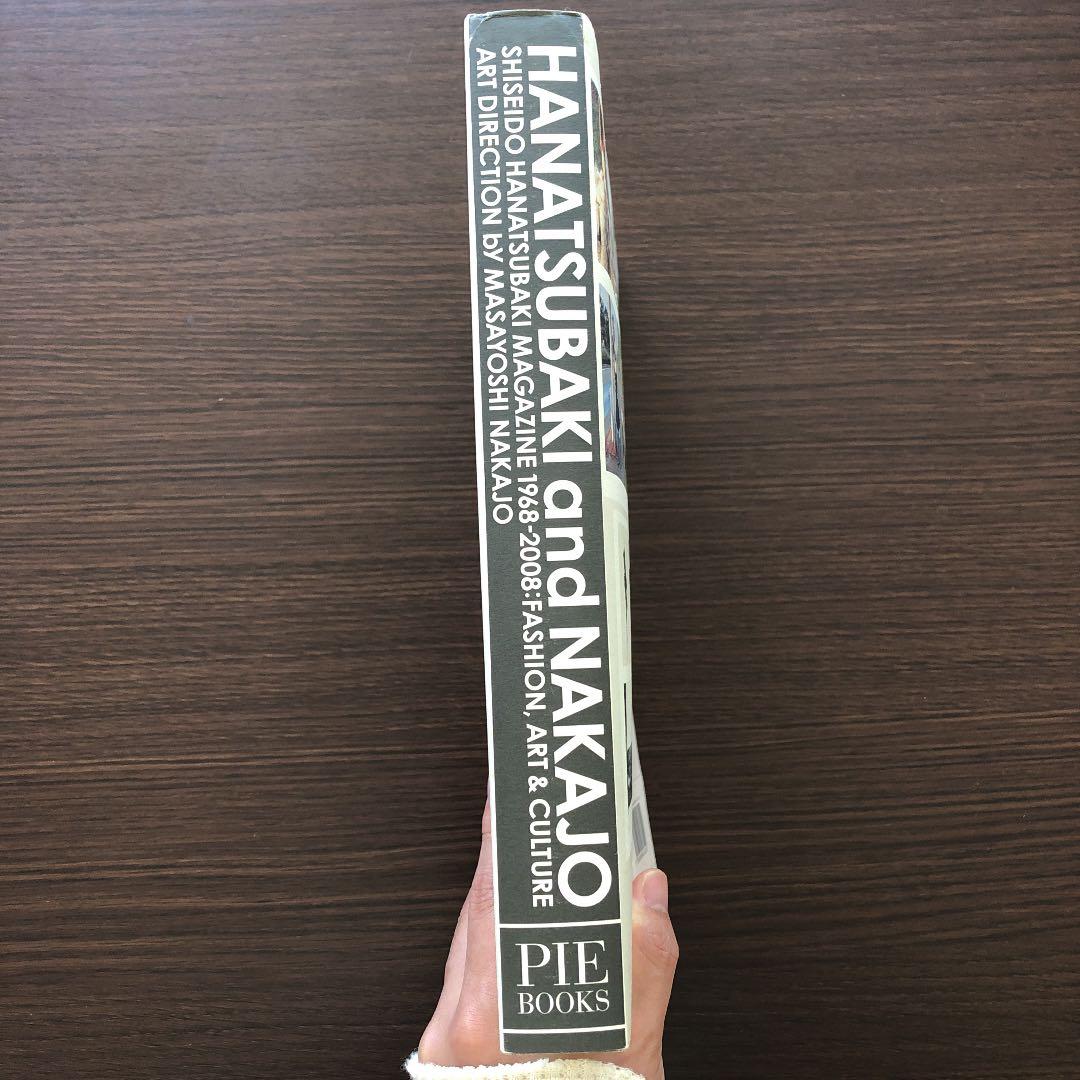 HANATSUBAKI and NAKAJO
SHISEIDO HANATSUBAKI MAGAZINE 1968-2008:FASHION, ART & CULTURE
ART DIRECTION by MASAYOSHI NAKAJO
PIE
BOOKS